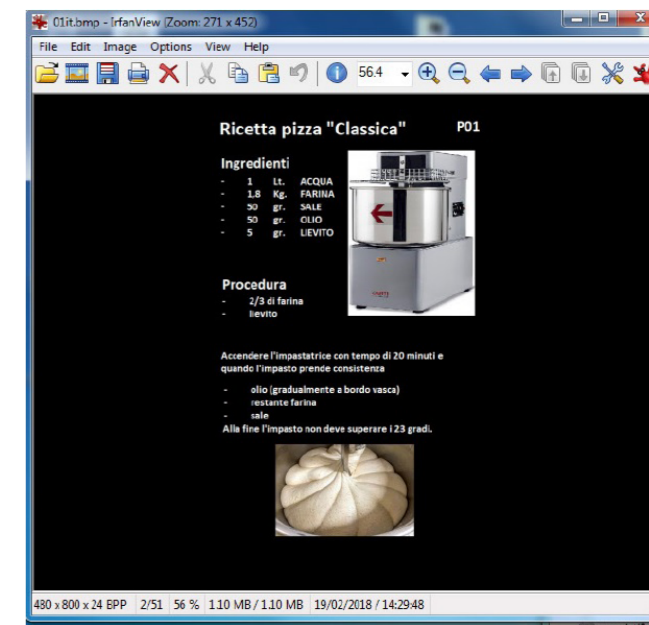 01it.bmp - IrfanView (Zoom: 271 x 452)
File Edit Image Options View Help
56.4
Ricetta pizza "Classica" P01
Ingredienti
- 1 Lt. ACQUA
- 1.8 Kg. FARINA
- 50 gr. SALE
- 50 gr. OLIO
- 5 gr. LIEVITO
Procedura
- 2/3 di farina
- lievito
Accendere l'impastatrice con tempo di 20 minuti e
quando l'impasto prende consistenza
- olio (gradualmente a bordo vasca)
- restante farina
- sale
Alla fine l'impasto non deve superare i 23 gradi.
480 x 800 x 24 BPP 2/51 56 % 1.10 MB / 1.10 MB 19/02/2018 / 14:29:48